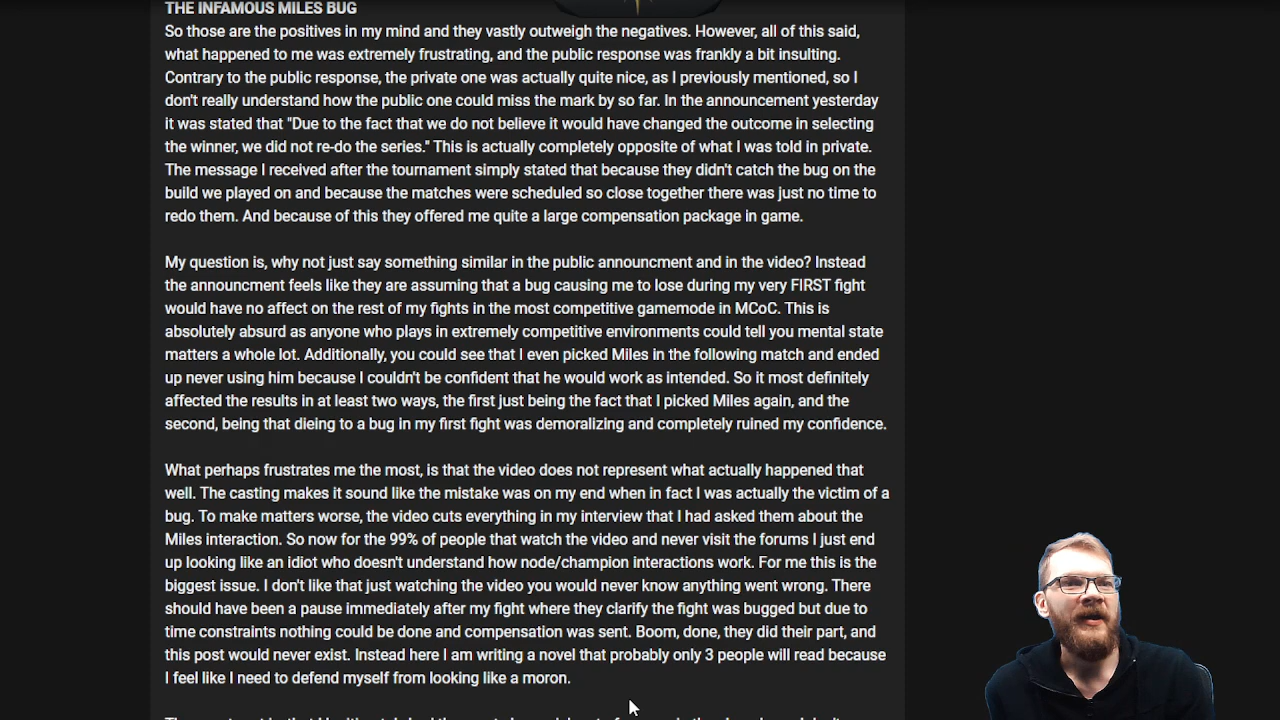 THE INFAMOUS MILES BUG
So those are the positives in my mind and they vastly outweigh the negatives. However, all of this said,
what happened to me was extremely frustrating, and the public response was frankly a bit insulting.
Contrary to the public response, the private one was actually quite nice, as I previously mentioned, so I
don't really understand how the public one could miss the mark by so far. In the announcement yesterday
it was stated that "Due to the fact that we do not believe it would have changed the outcome in selecting
the winner, we did not re-do the series." This is actually completely opposite of what I was told in private.
The message I received after the tournament simply stated that because they didn't catch the bug on the
build we played on and because the matches were scheduled so close together there was just no time to
redo them. And because of this they offered me quite a large compensation package in game.
My question is, why not just say something similar in the public announcment and in the video? Instead
the announcment feels like they are assuming that a bug causing me to lose during my very FIRST fight
would have no affect on the rest of my fights in the most competitive gamemode in MCoC. This is
absolutely absurd as anyone who plays in extremely competitive environments could tell you mental state
matters a whole lot. Additionally, you could see that I even picked Miles in the following match and ended
up never using him because I couldn't be confident that he would work as intended. So it most definitely
affected the results in at least two ways, the first just being the fact that I picked Miles again, and the
second, being that dieing to a bug in my first fight was demoralizing and completely ruined my confidence.
What perhaps frustrates me the most, is that the video does not represent what actually happened that
well. The casting makes it sound like the mistake was on my end when in fact I was actually the victim of a
bug. To make matters worse, the video cuts everything in my interview that I had asked them about the
Miles interaction. So now for the 99% of people that watch the video and never visit the forums I just end
up looking like an idiot who doesn't understand how node/champion interactions work. For me this is the
biggest issue. I don't like that just watching the video you would never know anything went wrong. There
should have been a pause immediately after my fight where they clarify the fight was bugged but due to
time constraints nothing could be done and compensation was sent. Boom, done, they did their part, and
this post would never exist. Instead here I am writing a novel that probably only 3 people will read because
I feel like I need to defend myself from looking like a moron.